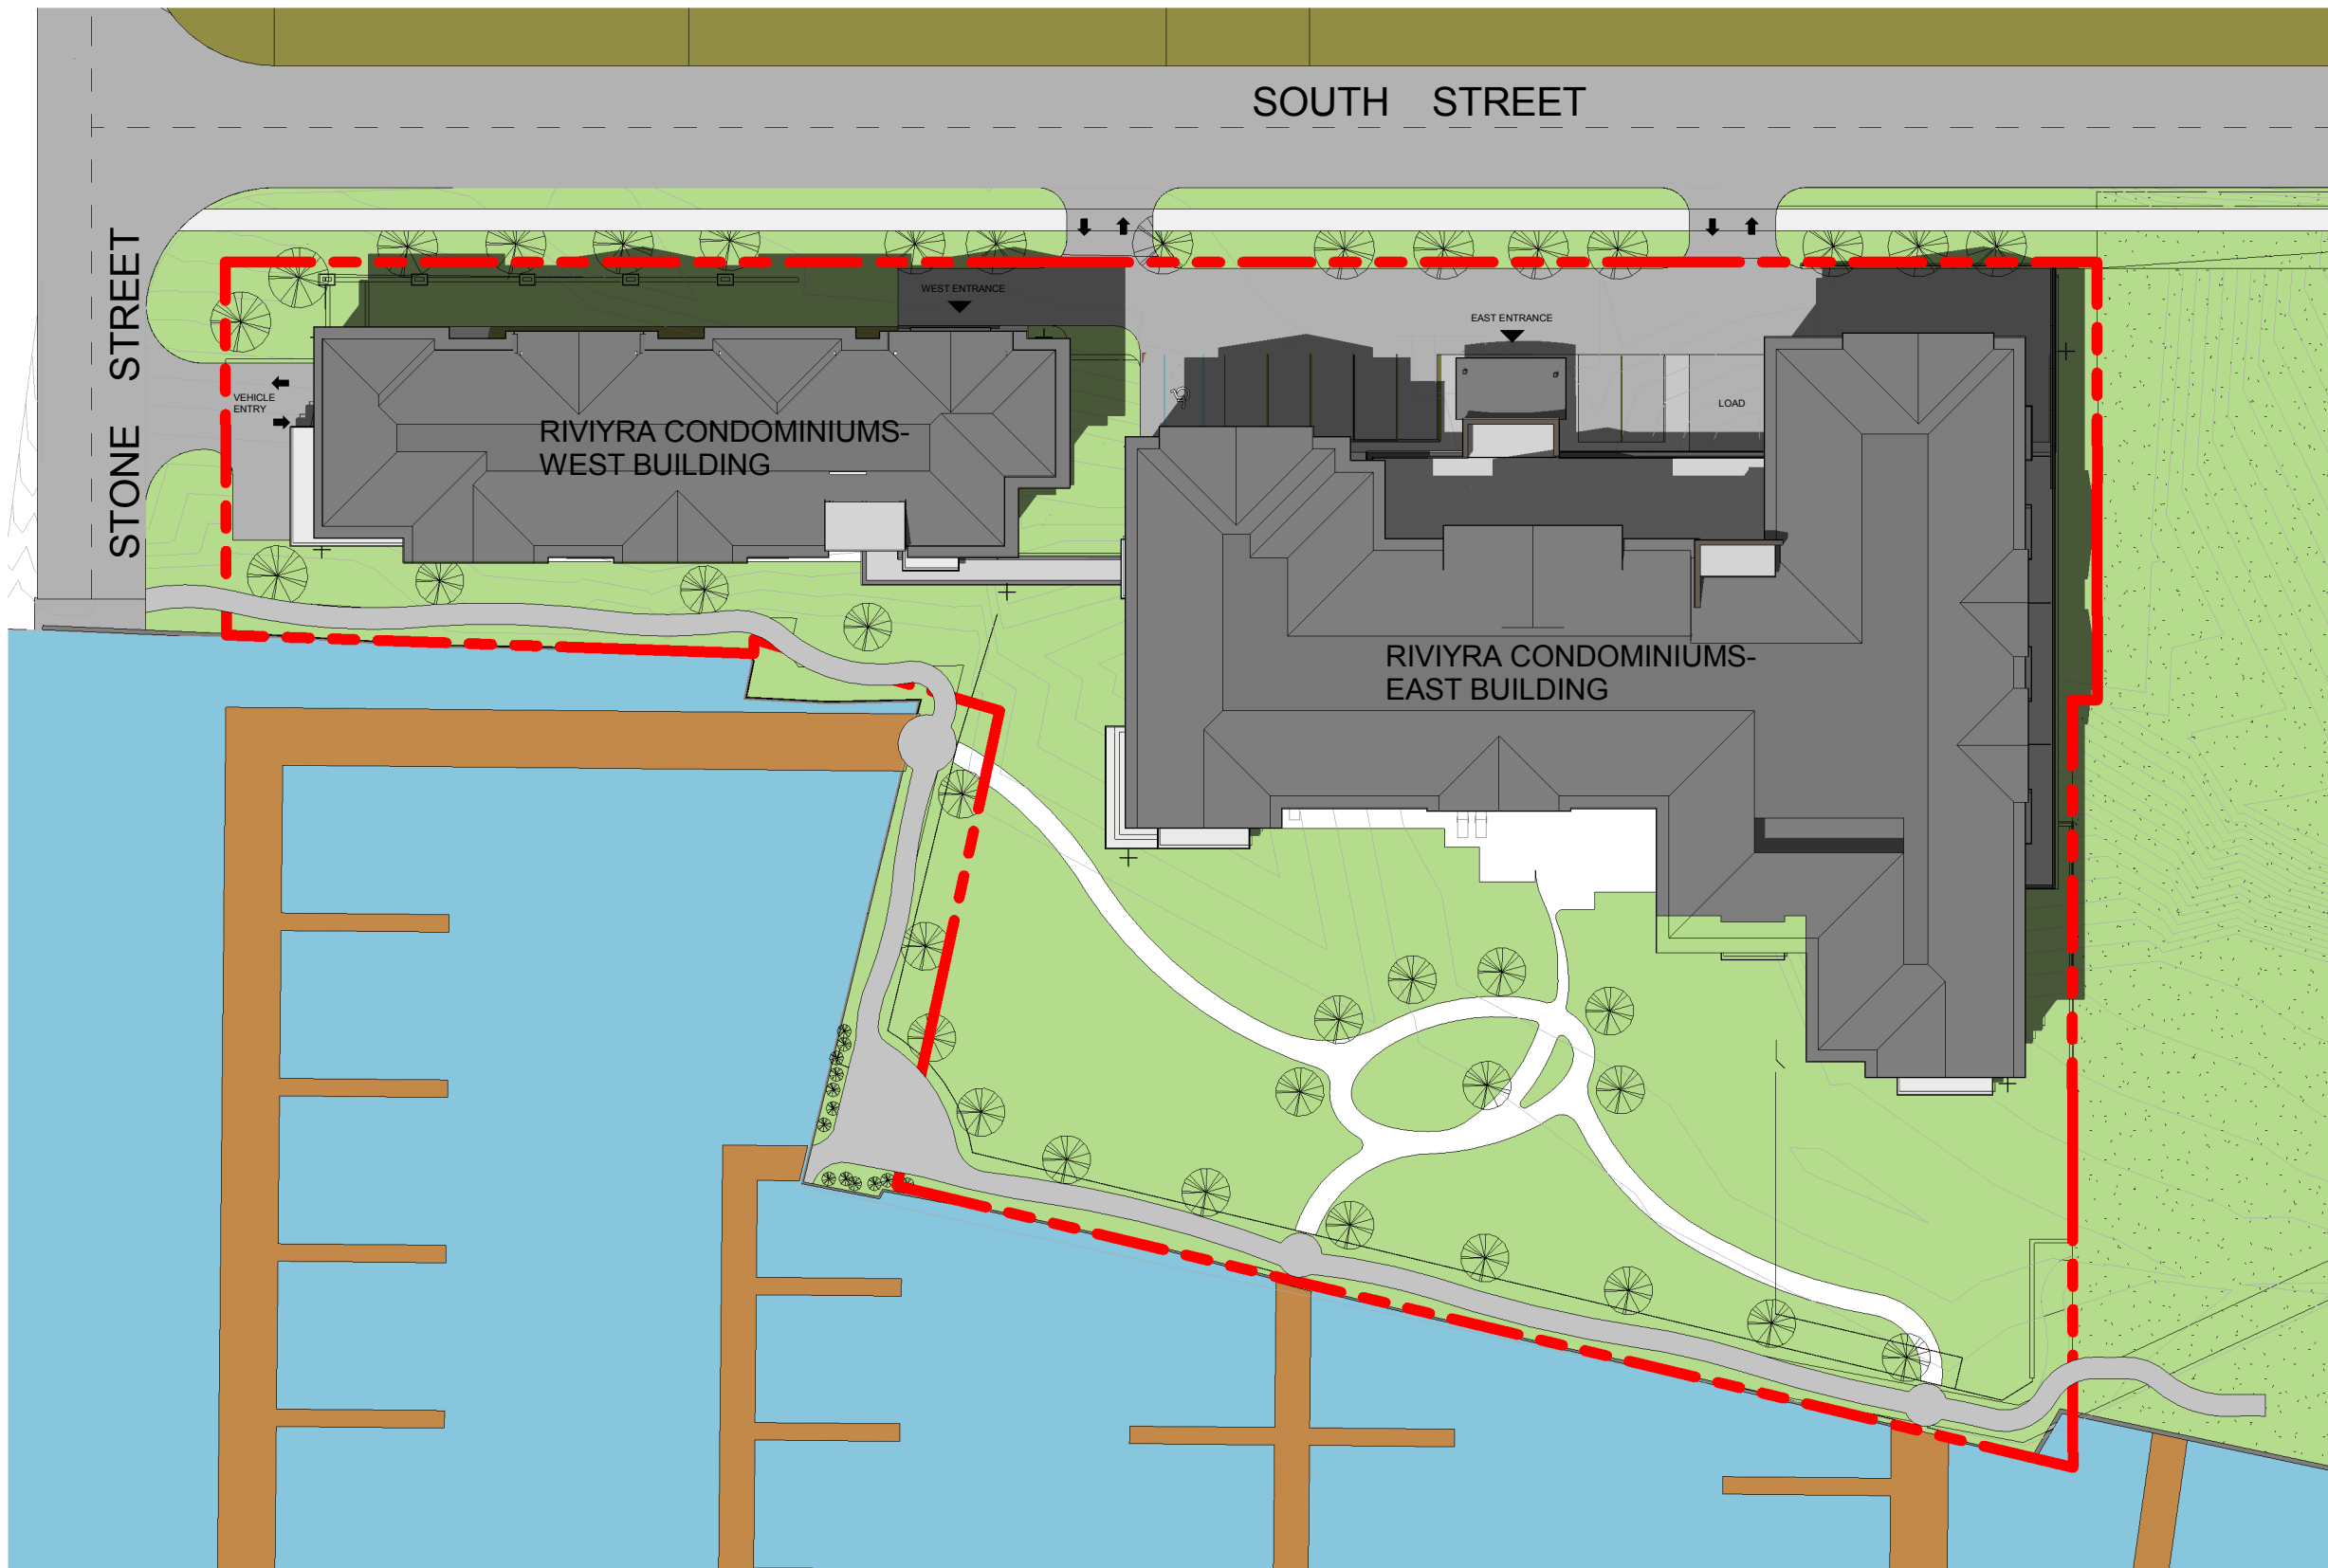 SOUTH STREET
STONE STREET
WEST ENTRANCE
EAST ENTRANCE
VEHICLE
ENTRY
LOAD
RIVIYRA CONDOMINIUMS-
WEST BUILDING
RIVIYRA CONDOMINIUMS-
EAST BUILDING